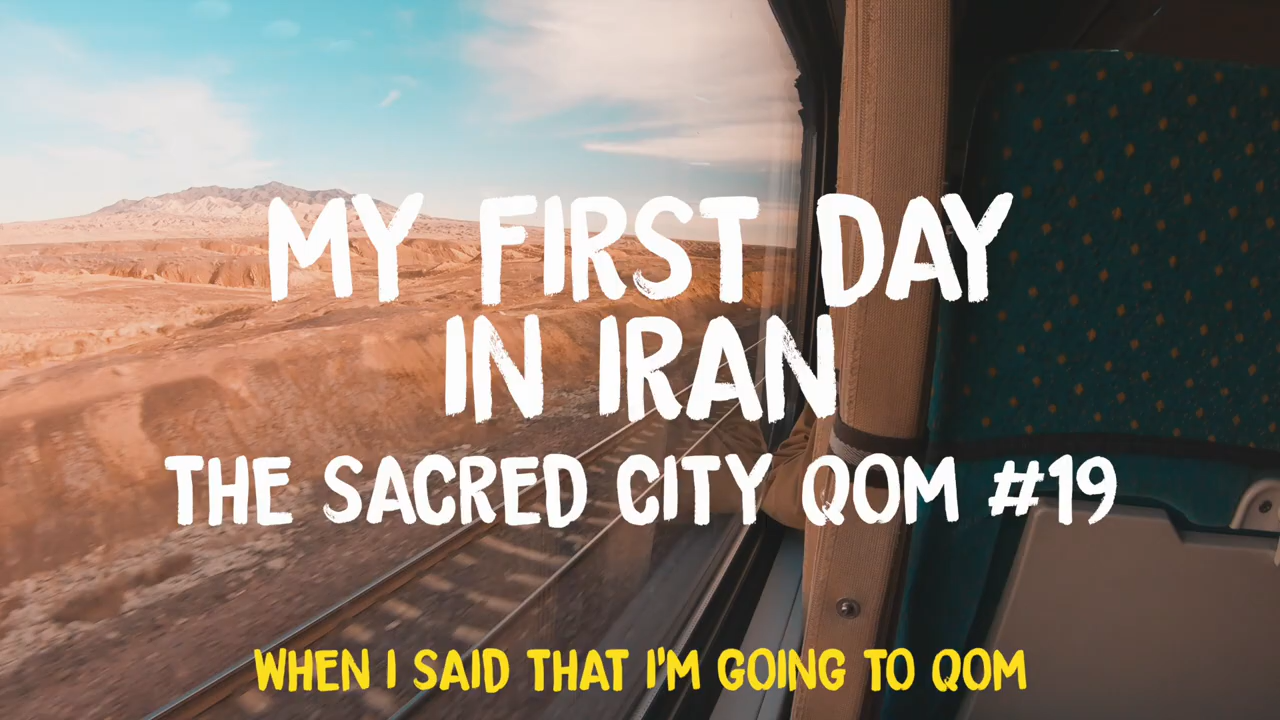 MY FIRST DAY
IN IRAN
THE SACRED CITY QOM #19
WHEN I SAID THAT I'M GOING TO QOM